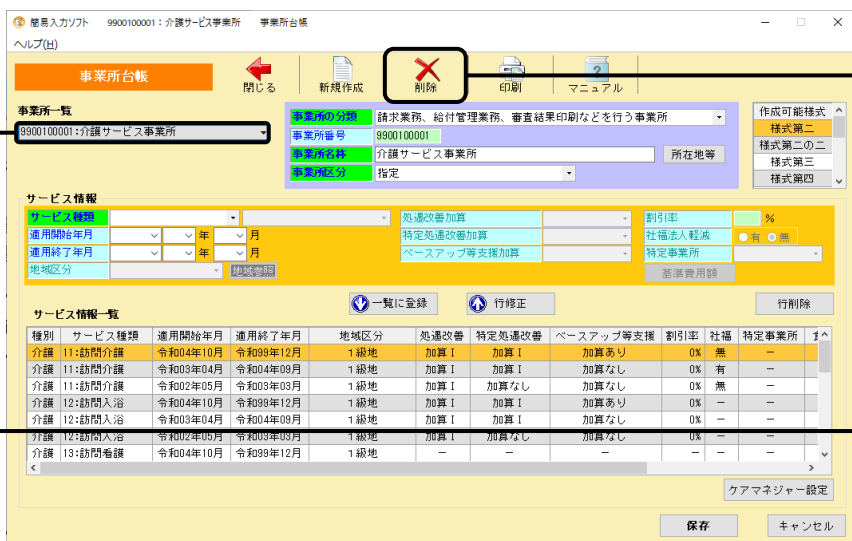 簡易入力ソフト 9900100001：介護サービス事業所 事業所台帳
ヘルプ(H)
事業所台帳 閉じる 新規作成 削除 印刷 マニュアル
事業所一覧
9900100001:介護サービス事業所
事業所の分類 請求業務、給付管理業務、審査結果印刷などを行う事業所
事業所番号 9900100001
事業所名称 介護サービス事業所 所在地等
事業所区分 指定
作成可能様式
様式第二
様式第二の二
様式第三
様式第四
サービス情報
サービス種類 処遇改善加算 割引率 %
適用開始年月 年 月 特定処遇改善加算 社福法人軽減 有 無
適用終了年月 年 月 ベースアップ等支援加算 特定事業所
地域区分 地域参照 基準費用額
一覧に登録 行修正 行削除
サービス情報一覧
種別 サービス種類 適用開始年月 適用終了年月 地域区分 処遇改善 特定処遇改善 ベースアップ等支援 割引率 社福 特定事業所
介護 11:訪問介護 令和04年10月 令和99年12月 1級地 加算Ⅰ 加算Ⅰ 加算あり 0% 無 －
介護 11:訪問介護 令和03年04月 令和04年09月 1級地 加算Ⅰ 加算Ⅰ 加算なし 0% 有 －
介護 11:訪問介護 令和02年05月 令和03年03月 1級地 加算Ⅰ 加算なし 加算なし 0% 無 －
介護 12:訪問入浴 令和04年10月 令和99年12月 1級地 加算Ⅰ 加算Ⅰ 加算あり 0% － －
介護 12:訪問入浴 令和03年04月 令和04年09月 1級地 加算Ⅰ 加算Ⅰ 加算なし 0% － －
介護 12:訪問入浴 令和02年05月 令和03年03月 1級地 加算Ⅰ 加算なし 加算なし 0% － －
介護 13:訪問看護 令和04年10月 令和99年12月 1級地 － － － － － －
ケアマネジャー設定
保存 キャンセル